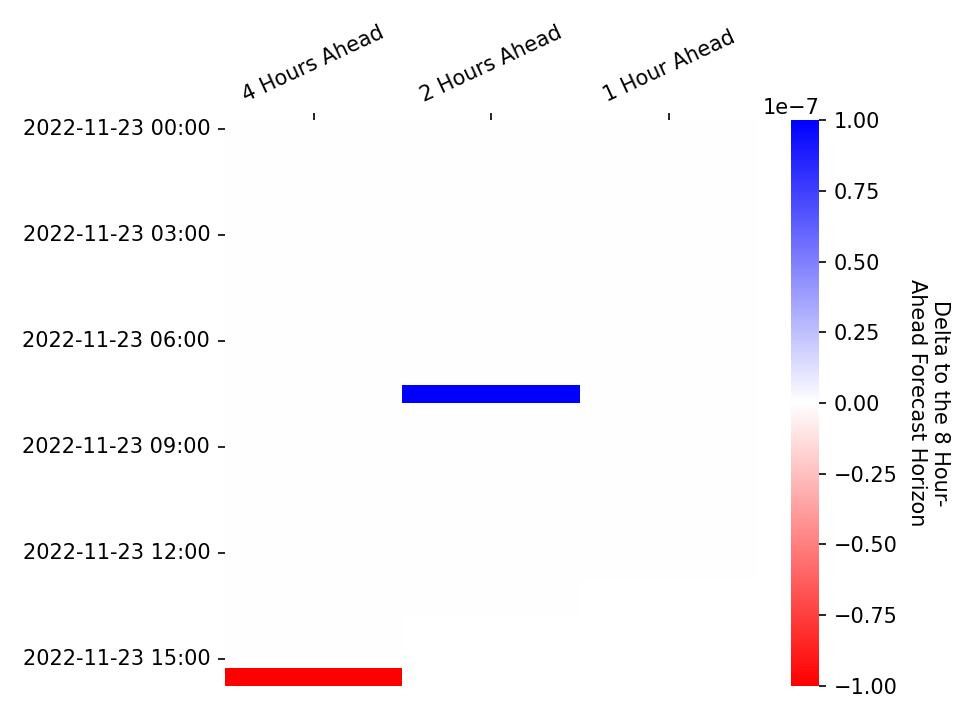 4 Hours Ahead
2 Hours Ahead
1 Hour Ahead
2022-11-23 00:00
2022-11-23 03:00
2022-11-23 06:00
2022-11-23 09:00
2022-11-23 12:00
2022-11-23 15:00
1e−7
1.00
0.75
0.50
0.25
0.00
−0.25
−0.50
−0.75
−1.00
Delta to the 8 Hour-
Ahead Forecast Horizon